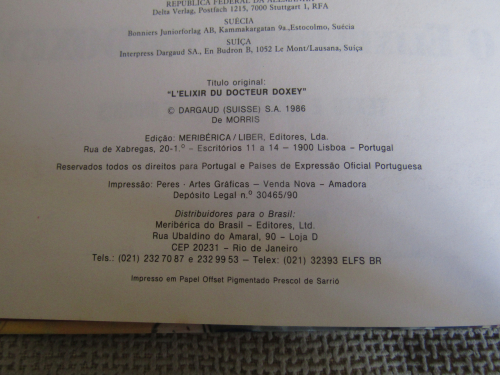 REPÚBLICA FEDERAL DA ALEMANHA
Delta Verlag, Postfach 1215, 7000 Stuttgart 1, RFA
SUÉCIA
Bonniers Juniorforlag AB, Kammakargatan 9a., Estocolmo, Suécia
SUÍÇA
Interpress Dargaud SA., En Budron B, 1052 Le Mont/Lausana, Suiça
Título original:
"L'ELIXIR DU DOCTEUR DOXEY"
© DARGAUD (SUISSE) S.A. 1986
De MORRIS
Edição: MERIBÉRICA/LIBER, Editores, Lda.
Rua de Xabregas, 20-1.º – Escritórios 11 a 14 – 1900 Lisboa – Portugal
Reservados todos os direitos para Portugal e Países de Expressão Oficial Portuguesa
Impressão: Peres - Artes Gráficas – Venda Nova – Amadora
Depósito Legal n.º 30465/90
Distribuidores para o Brasil:
Meribérica do Brasil – Editores, Ltd.
Rua Ubaldino do Amaral, 90 – Loja D
CEP 20231 – Rio de Janeiro
Tels.: (021) 232 70 87 e 232 99 53 – Telex: (021) 32393 ELFS BR
Impresso em Papel Offset Pigmentado Prescol de Sarrió